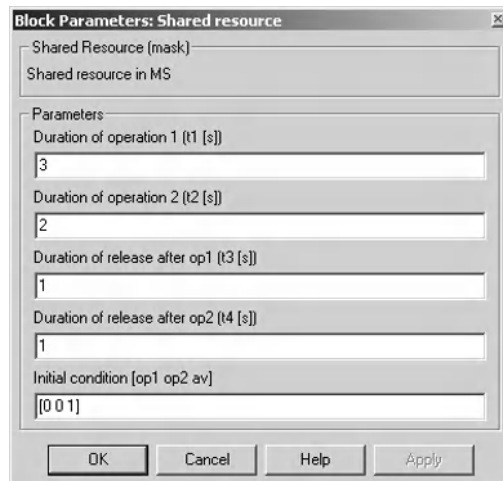 Block Parameters: Shared resource
Shared Resource (mask)
Shared resource in MS
Parameters
Duration of operation 1 (t1 [s])
3
Duration of operation 2 (t2 [s])
2
Duration of release after op1 (t3 [s])
1
Duration of release after op2 (t4 [s])
1
Initial condition [op1 op2 av]
[0 0 1]
OK Cancel Help Apply